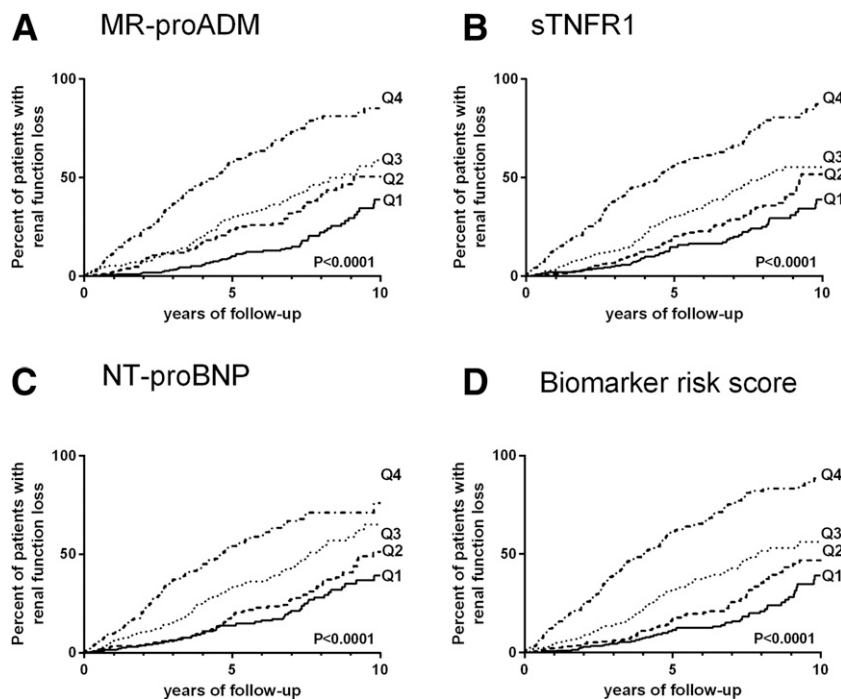 A MR-proADM
Percent of patients with
renal function loss
100
50
0
Q4
Q3
Q2
Q1
P<0.0001
0 5 10
years of follow-up
B sTNFR1
Percent of patients with
renal function loss
100
50
0
Q4
Q3
Q2
Q1
P<0.0001
0 5 10
years of follow-up
C NT-proBNP
Percent of patients with
renal function loss
100
50
0
Q4
Q3
Q2
Q1
P<0.0001
0 5 10
years of follow-up
D Biomarker risk score
Percent of patients with
renal function loss
100
50
0
Q4
Q3
Q2
Q1
P<0.0001
0 5 10
years of follow-up